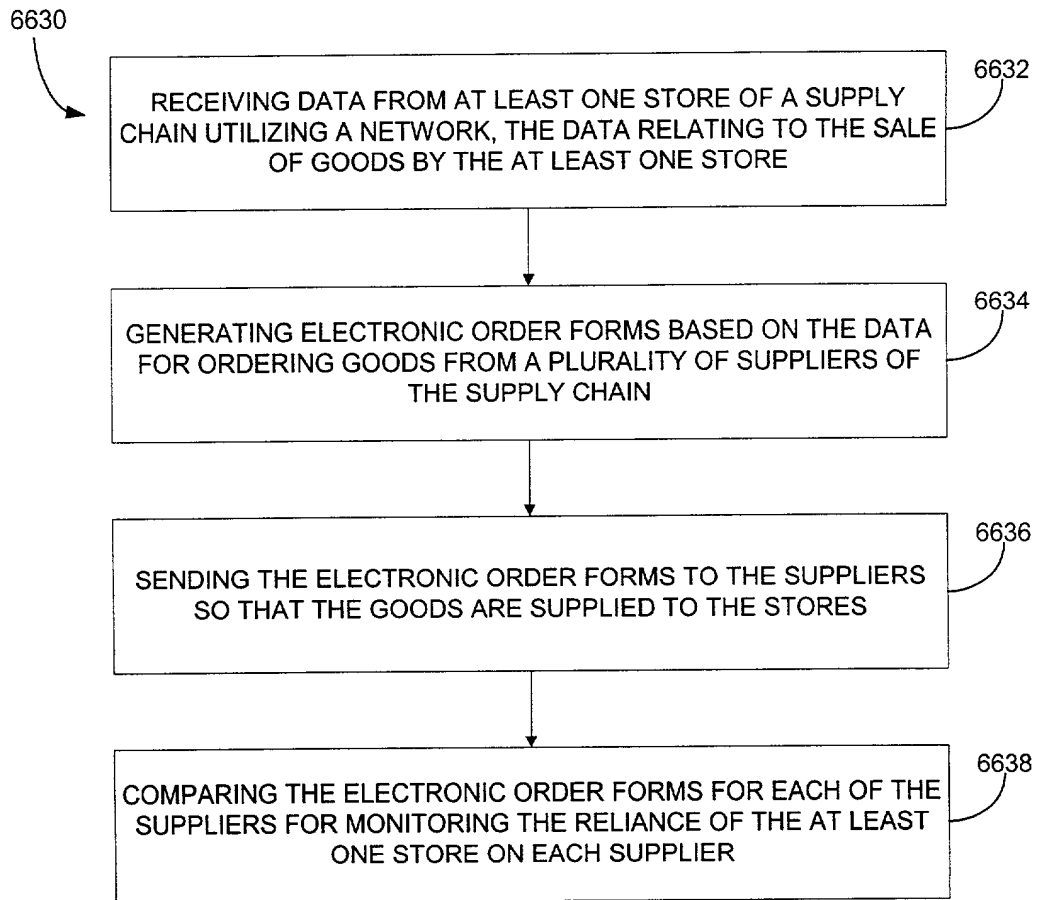 6630
6632
RECEIVING DATA FROM AT LEAST ONE STORE OF A SUPPLY
CHAIN UTILIZING A NETWORK, THE DATA RELATING TO THE SALE
OF GOODS BY THE AT LEAST ONE STORE
6634
GENERATING ELECTRONIC ORDER FORMS BASED ON THE DATA
FOR ORDERING GOODS FROM A PLURALITY OF SUPPLIERS OF
THE SUPPLY CHAIN
6636
SENDING THE ELECTRONIC ORDER FORMS TO THE SUPPLIERS
SO THAT THE GOODS ARE SUPPLIED TO THE STORES
6638
COMPARING THE ELECTRONIC ORDER FORMS FOR EACH OF THE
SUPPLIERS FOR MONITORING THE RELIANCE OF THE AT LEAST
ONE STORE ON EACH SUPPLIER